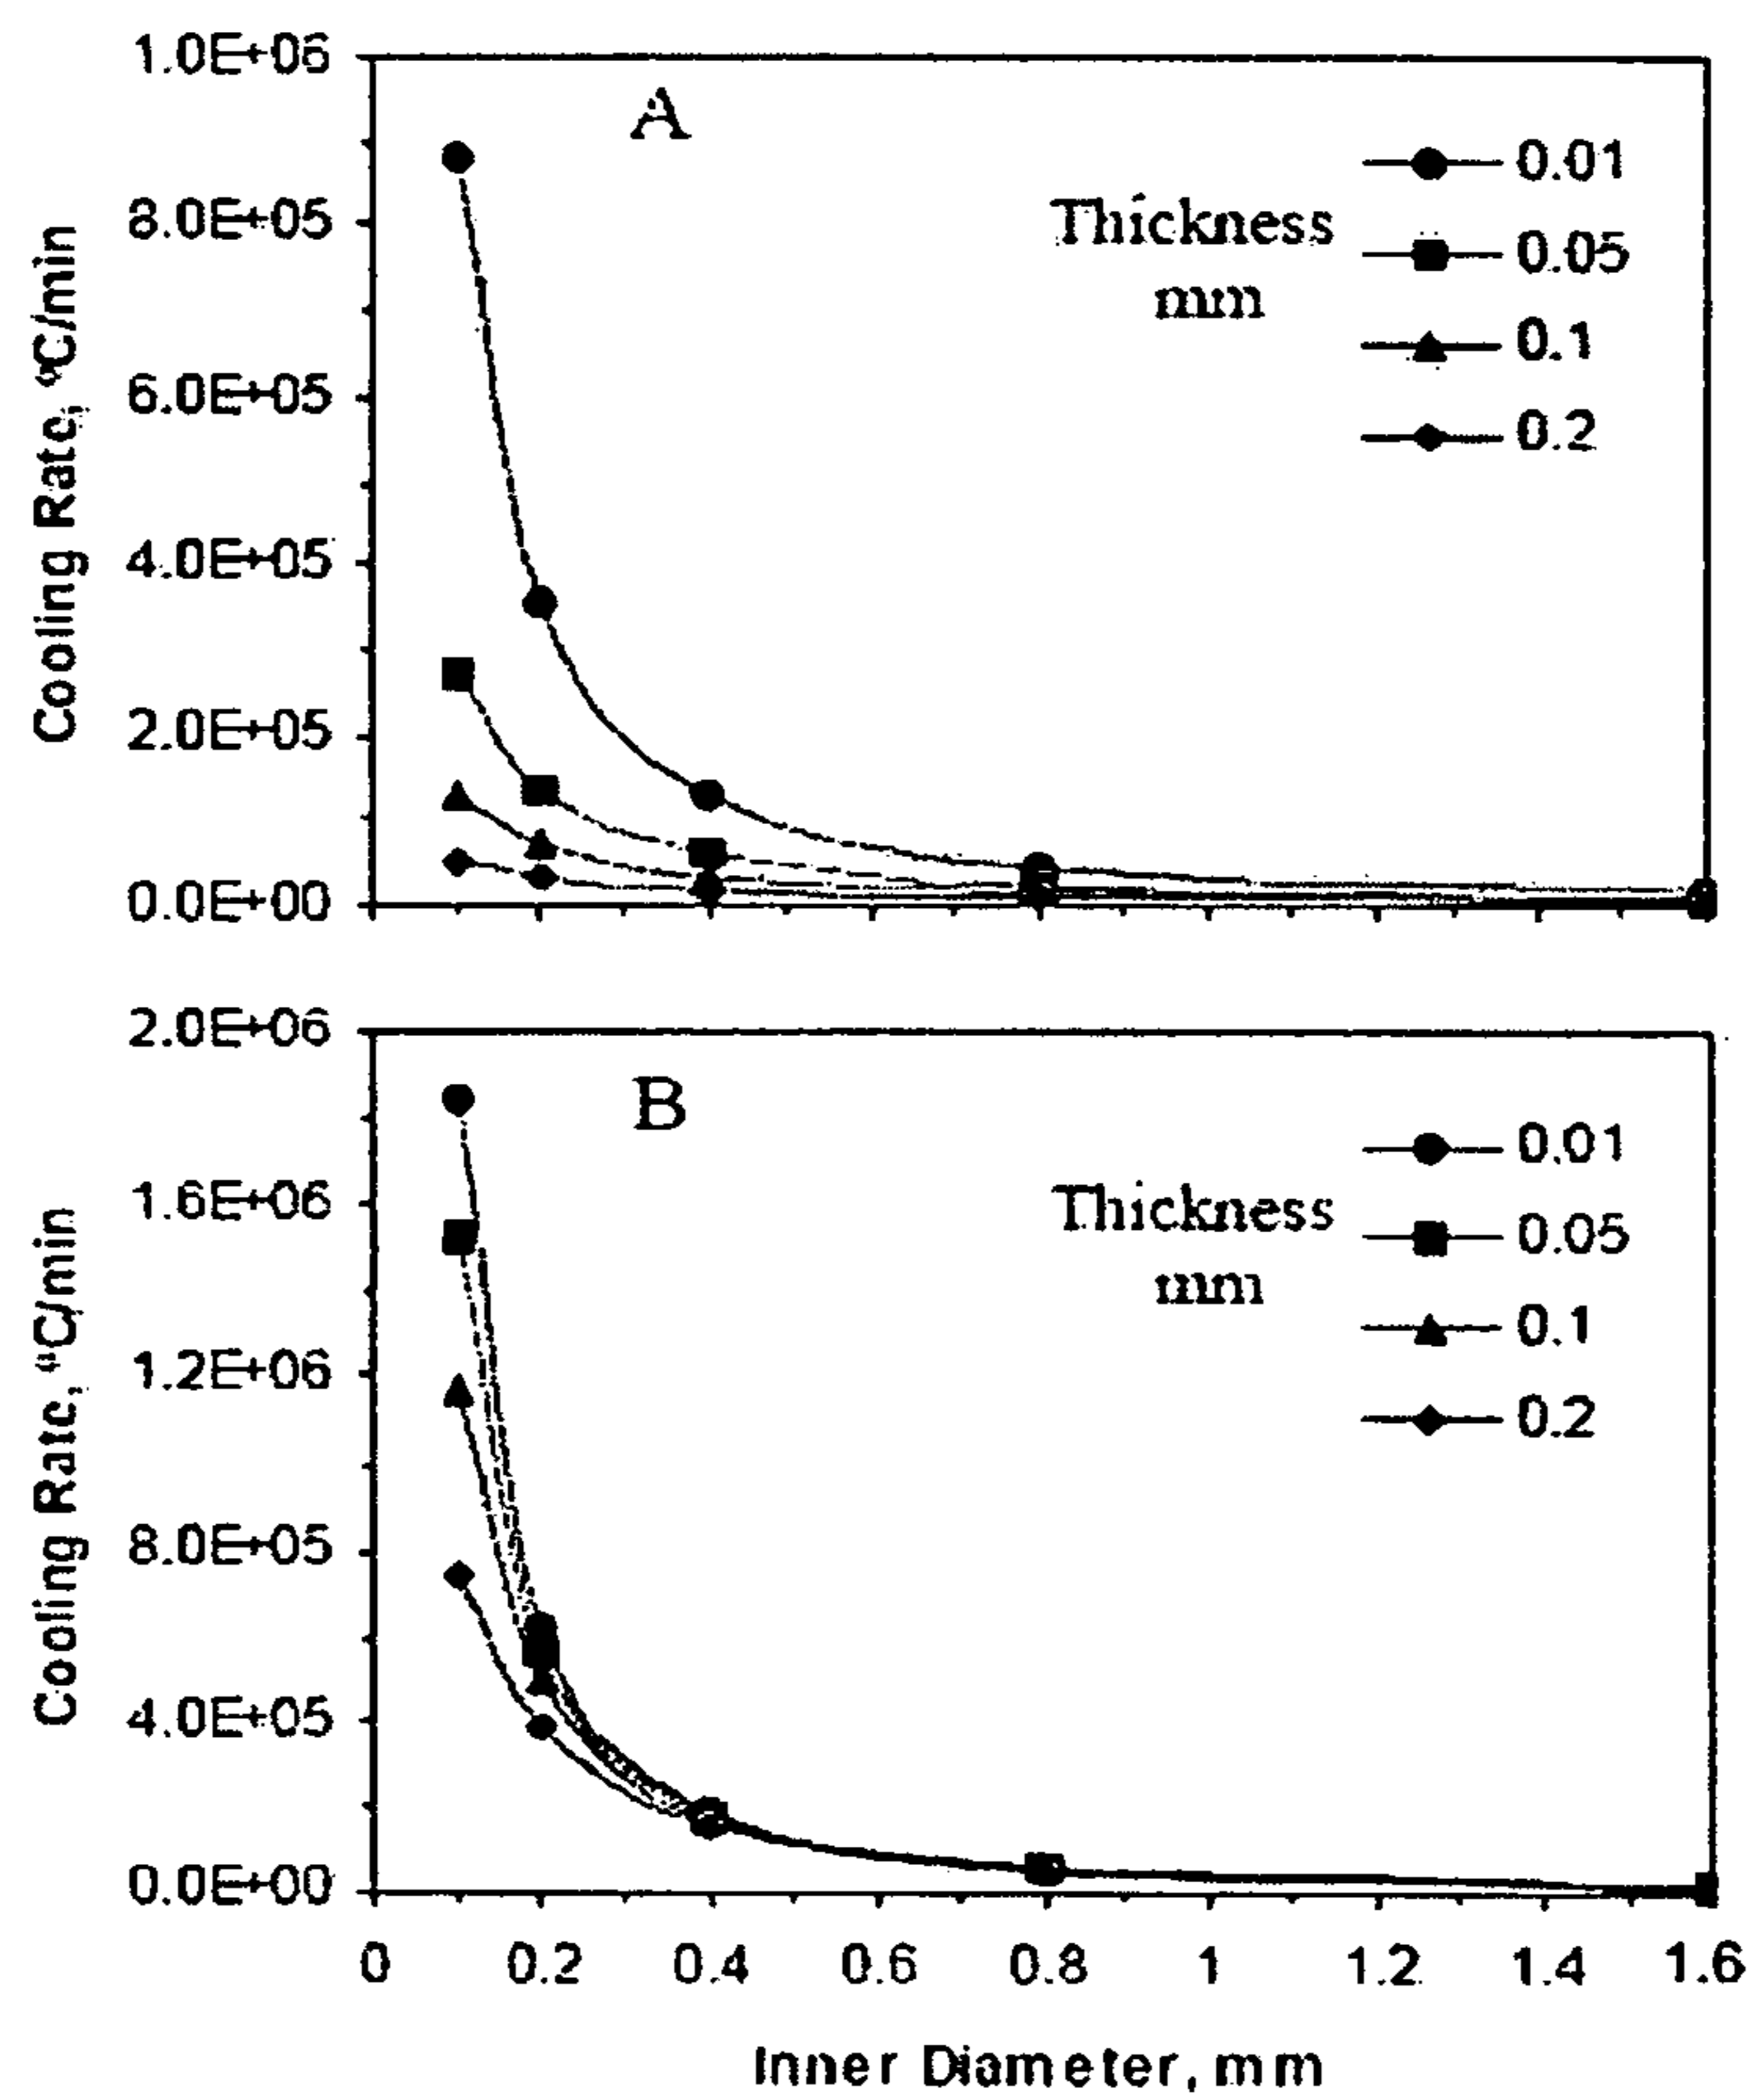 A
Cooling Rate, °C/min
1.0E+06
8.0E+05
6.0E+05
4.0E+05
2.0E+05
0.0E+00
Thickness
mm
0.01
0.05
0.1
0.2
B
Cooling Rate, °C/min
2.0E+06
1.6E+06
1.2E+06
8.0E+05
4.0E+05
0.0E+00
Thickness
mm
0.01
0.05
0.1
0.2
0 0.2 0.4 0.6 0.8 1 1.2 1.4 1.6
Inner Diameter, mm